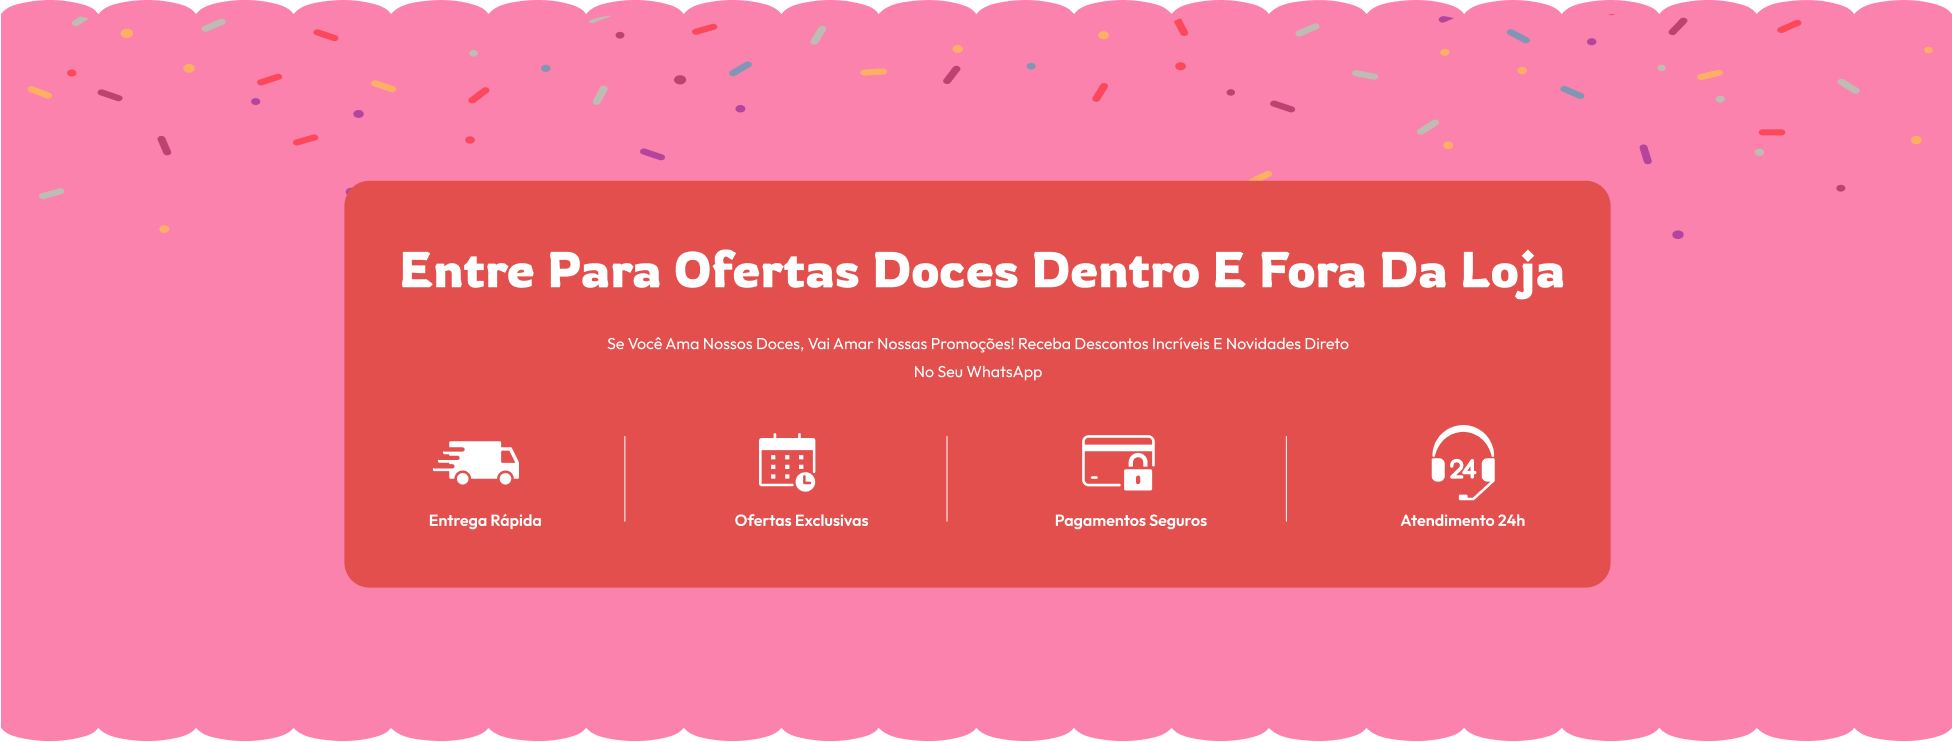 Entre Para Ofertas Doces Dentro E Fora Da Loja
Se Você Ama Nossos Doces, Vai Amar Nossas Promoções! Receba Descontos Incríveis E Novidades Direto
No Seu WhatsApp
24
Entrega Rápida
Ofertas Exclusivas
Pagamentos Seguros
Atendimento 24h